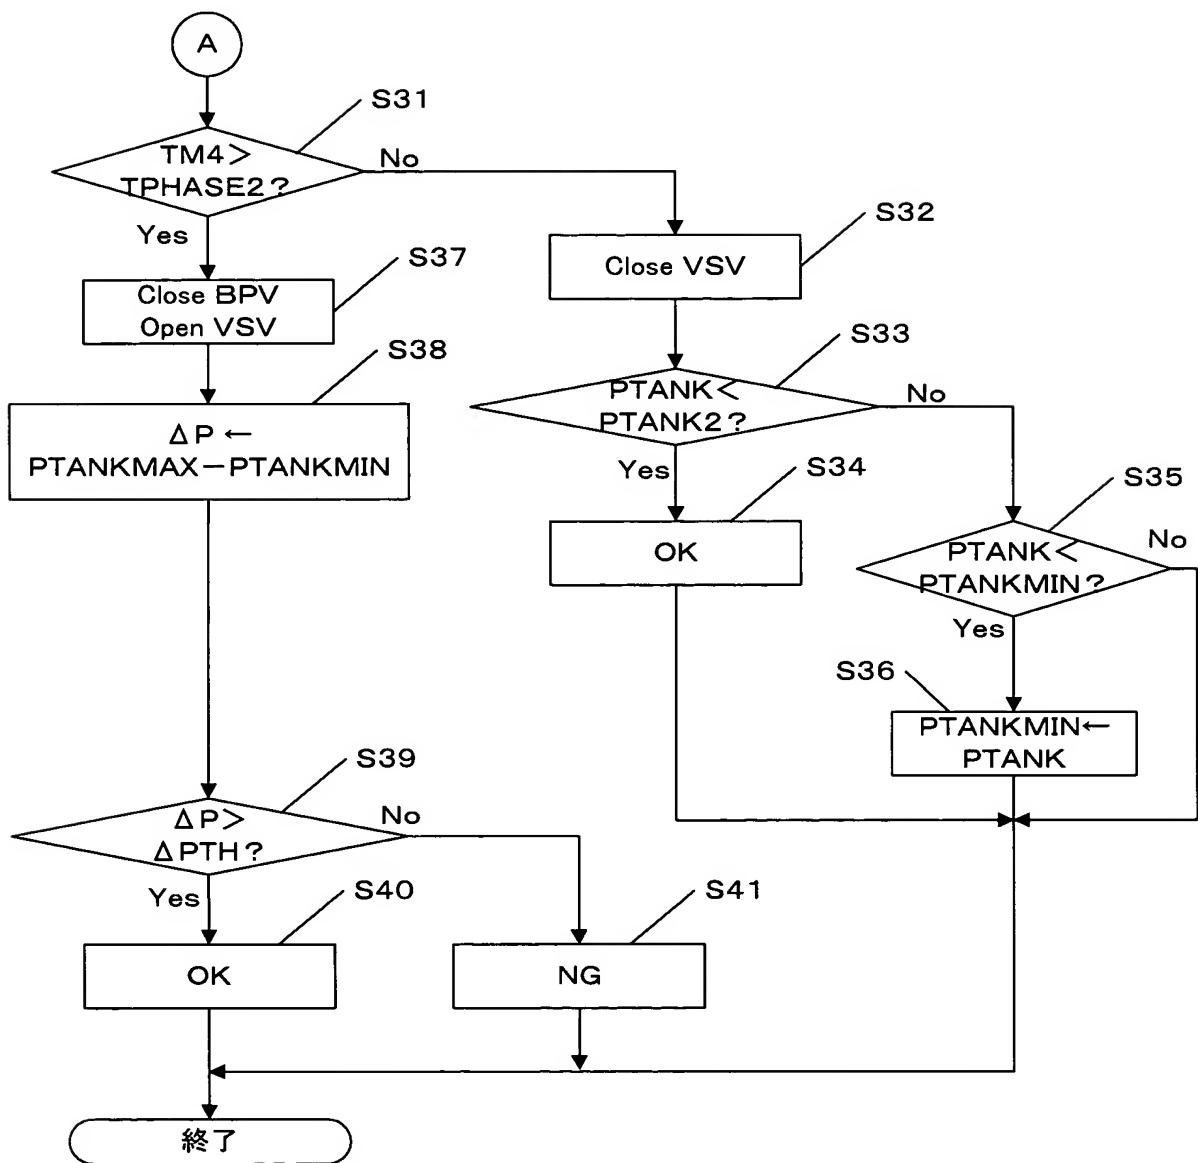 A
S31
TM4>
TPHASE2?
No
Yes
S32
Close VSV
S37
Close BPV
Open VSV
S33
PTANK<
PTANK2?
No
Yes
S38
ΔP←
PTANKMAX−PTANKMIN
S34
OK
S35
PTANK<
PTANKMIN?
No
Yes
S36
PTANKMIN←
PTANK
S39
ΔP>
ΔPTH?
No
Yes
S40
OK
S41
NG
終了